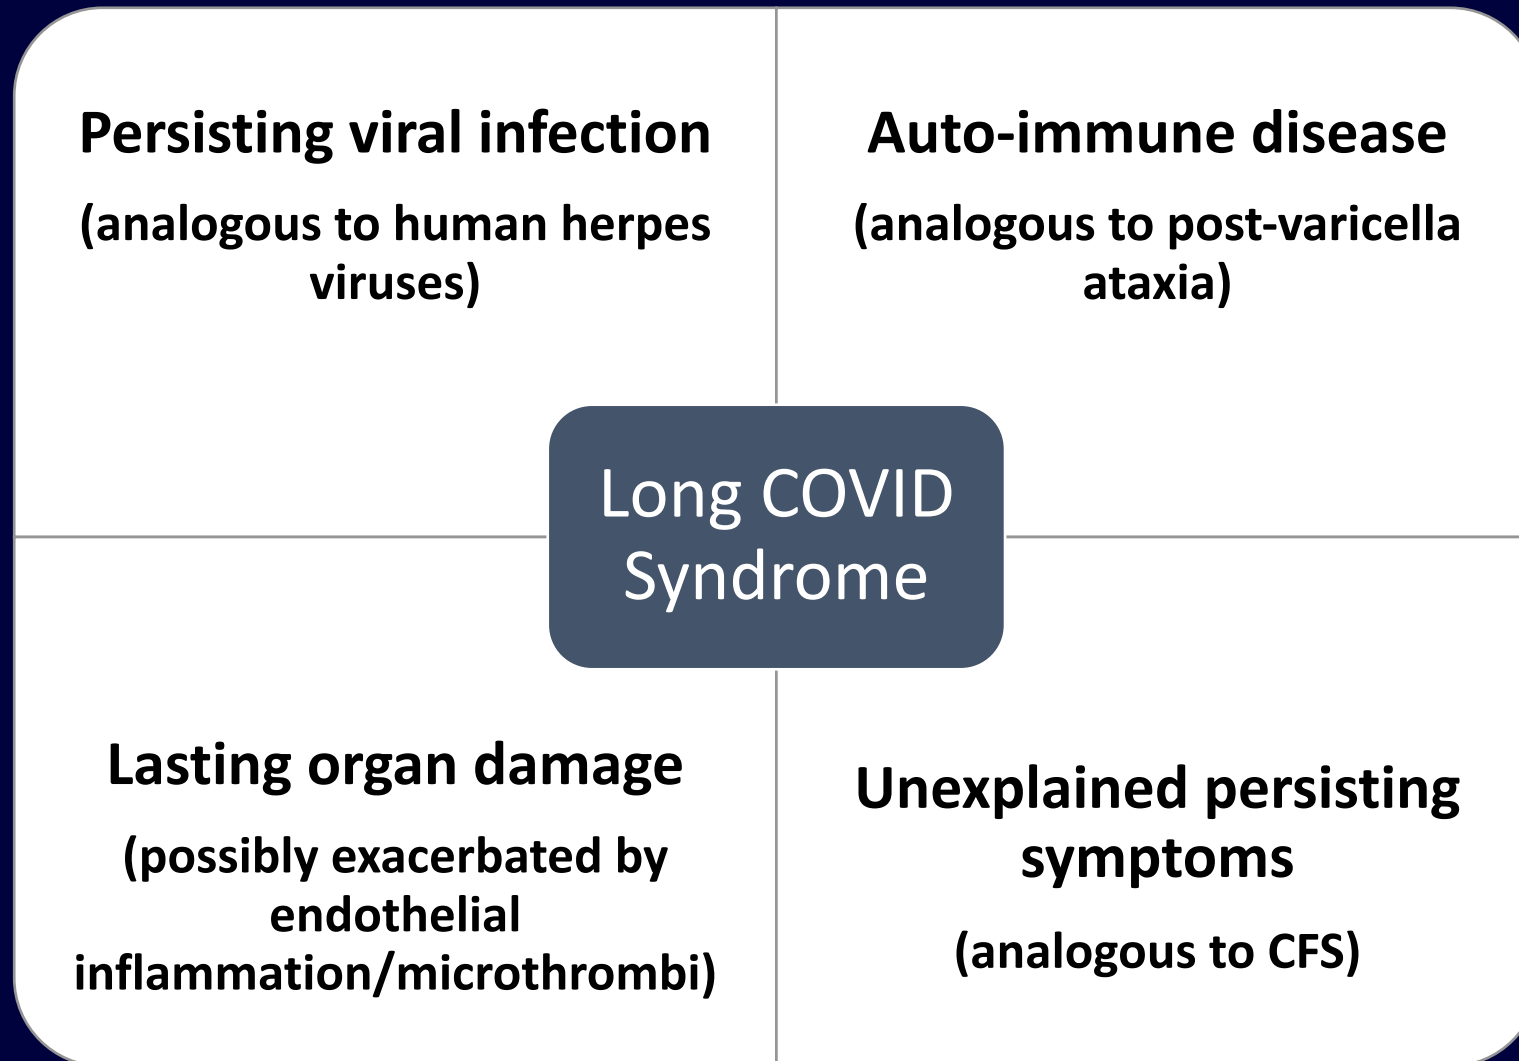 Persisting viral infection
(analogous to human herpes
viruses)
Auto-immune disease
(analogous to post-varicella
ataxia)
Long COVID
Syndrome
Lasting organ damage
(possibly exacerbated by
endothelial
inflammation/microthrombi)
Unexplained persisting
symptoms
(analogous to CFS)